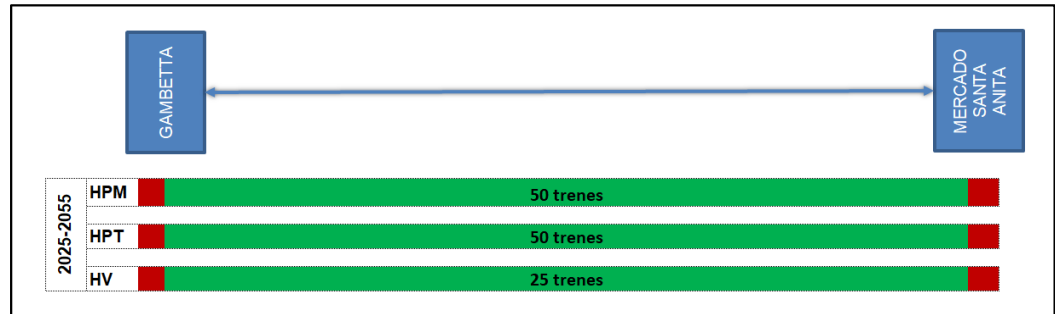 GAMBETTA
MERCADO
SANTA
ANITA
2025-2055
HPM
50 trenes
HPT
50 trenes
HV
25 trenes